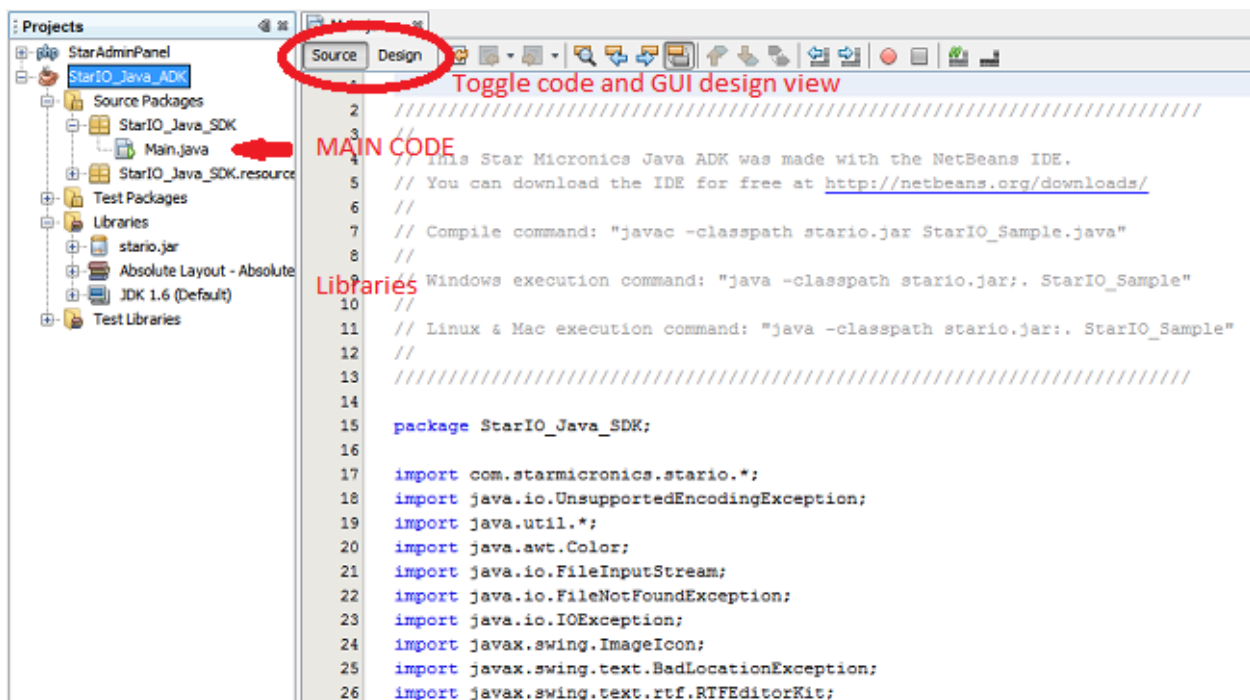 Projects
StarAdminPanel
StarIO_Java_ADK
Source Packages
StarIO_Java_SDK
Main.java
StarIO_Java_SDK.resource
Test Packages
Libraries
stario.jar
Absolute Layout - Absolute
JDK 1.6 (Default)
Test Libraries
Source Design
Toggle code and GUI design view
MAIN CODE
Libraries
1
2 //////////////////////////////////////////////////////////////////////////
3 //
4 // This Star Micronics Java ADK was made with the NetBeans IDE.
5 // You can download the IDE for free at http://netbeans.org/downloads/
6 //
7 // Compile command: "javac -classpath stario.jar StarIO_Sample.java"
8 //
9 // Windows execution command: "java -classpath stario.jar;. StarIO_Sample"
10 //
11 // Linux & Mac execution command: "java -classpath stario.jar:. StarIO_Sample"
12 //
13 //////////////////////////////////////////////////////////////////////////
14
15 package StarIO_Java_SDK;
16
17 import com.starmicronics.stario.*;
18 import java.io.UnsupportedEncodingException;
19 import java.util.*;
20 import java.awt.Color;
21 import java.io.FileInputStream;
22 import java.io.FileNotFoundException;
23 import java.io.IOException;
24 import javax.swing.ImageIcon;
25 import javax.swing.text.BadLocationException;
26 import javax.swing.text.rtf.RTFEditorKit;